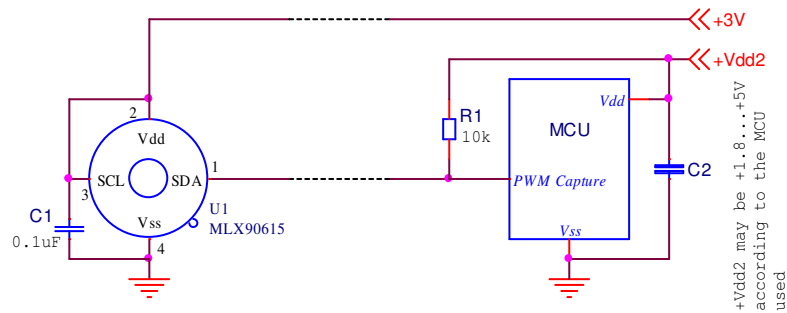 +3V
+Vdd2
2
Vdd
R1
10k
Vdd
MCU
1
SCL
SDA
3
PWM Capture
C2
C1
0.1uF
Vss
U1
MLX90615
4
Vss
+Vdd2 may be +1.8...+5V
according to the MCU
used